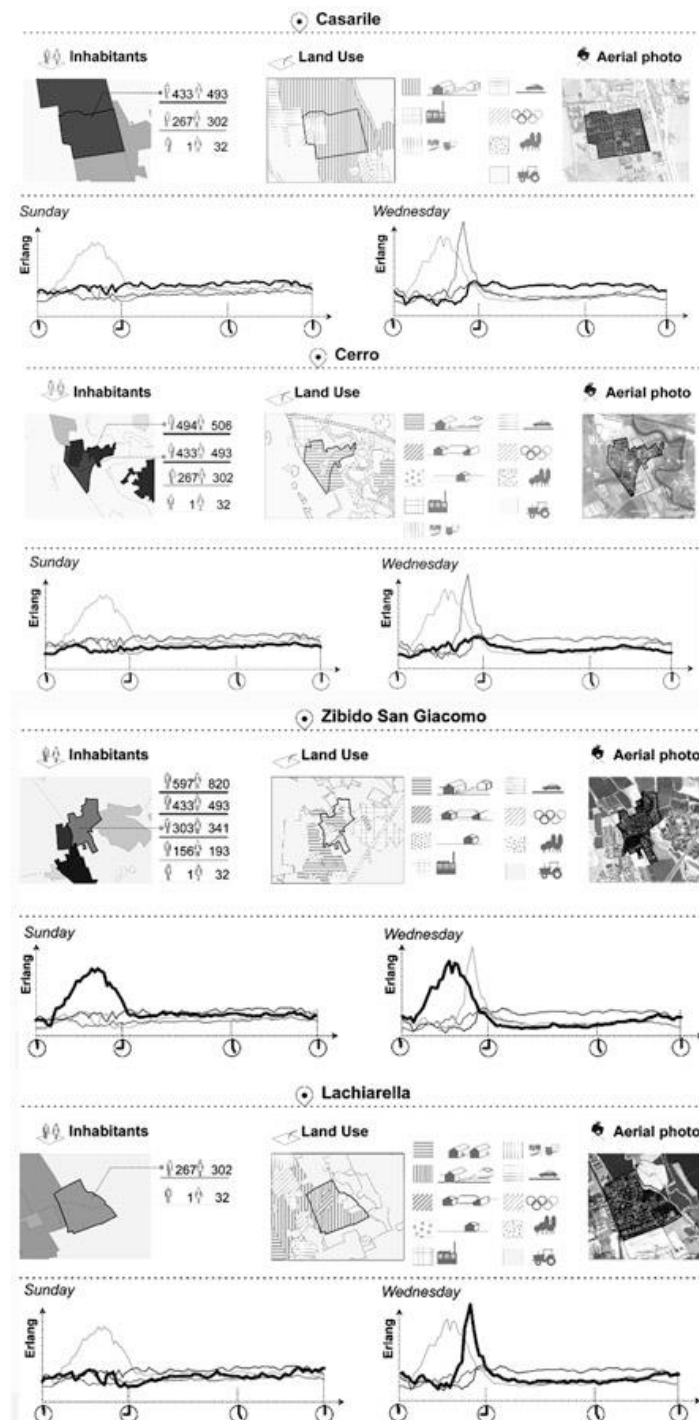 Casarile
Inhabitants Land Use Aerial photo
433 493
267 302
1 32
Sunday Wednesday
Erlang Erlang
Cerro
Inhabitants Land Use Aerial photo
494 506
433 493
267 302
1 32
Sunday Wednesday
Erlang Erlang
Zibido San Giacomo
Inhabitants Land Use Aerial photo
597 820
433 493
303 341
156 193
1 32
Sunday Wednesday
Erlang Erlang
Lachiarella
Inhabitants Land Use Aerial photo
267 302
1 32
Sunday Wednesday
Erlang Erlang